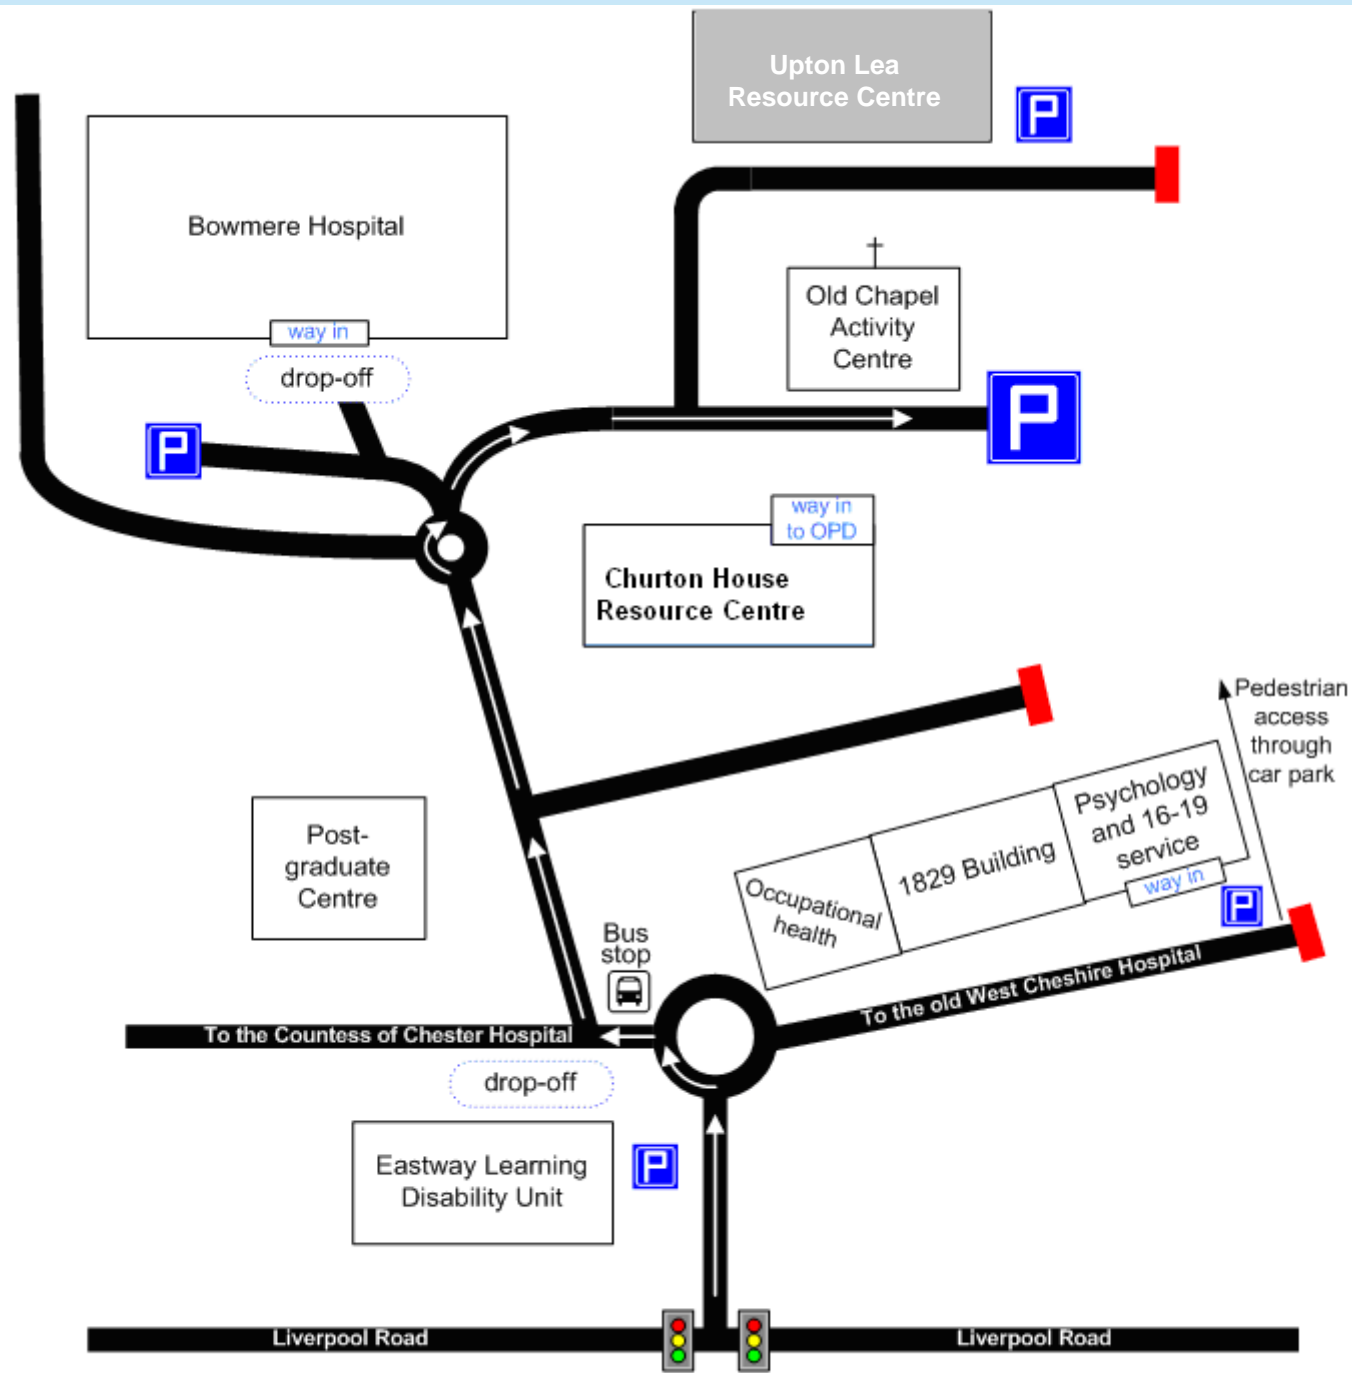 Upton Lea
Resource Centre
P
Bowmere Hospital
way in
drop-off
Old Chapel
Activity
Centre
P
P
way in
to OPD
Churton House
Resource Centre
Pedestrian
access
through
car park
Psychology
and 16-19
service
way in
1829 Building
Occupational
health
P
Post-
graduate
Centre
Bus
stop
To the old West Cheshire Hospital
To the Countess of Chester Hospital
drop-off
Eastway Learning
Disability Unit
P
Liverpool Road
Liverpool Road